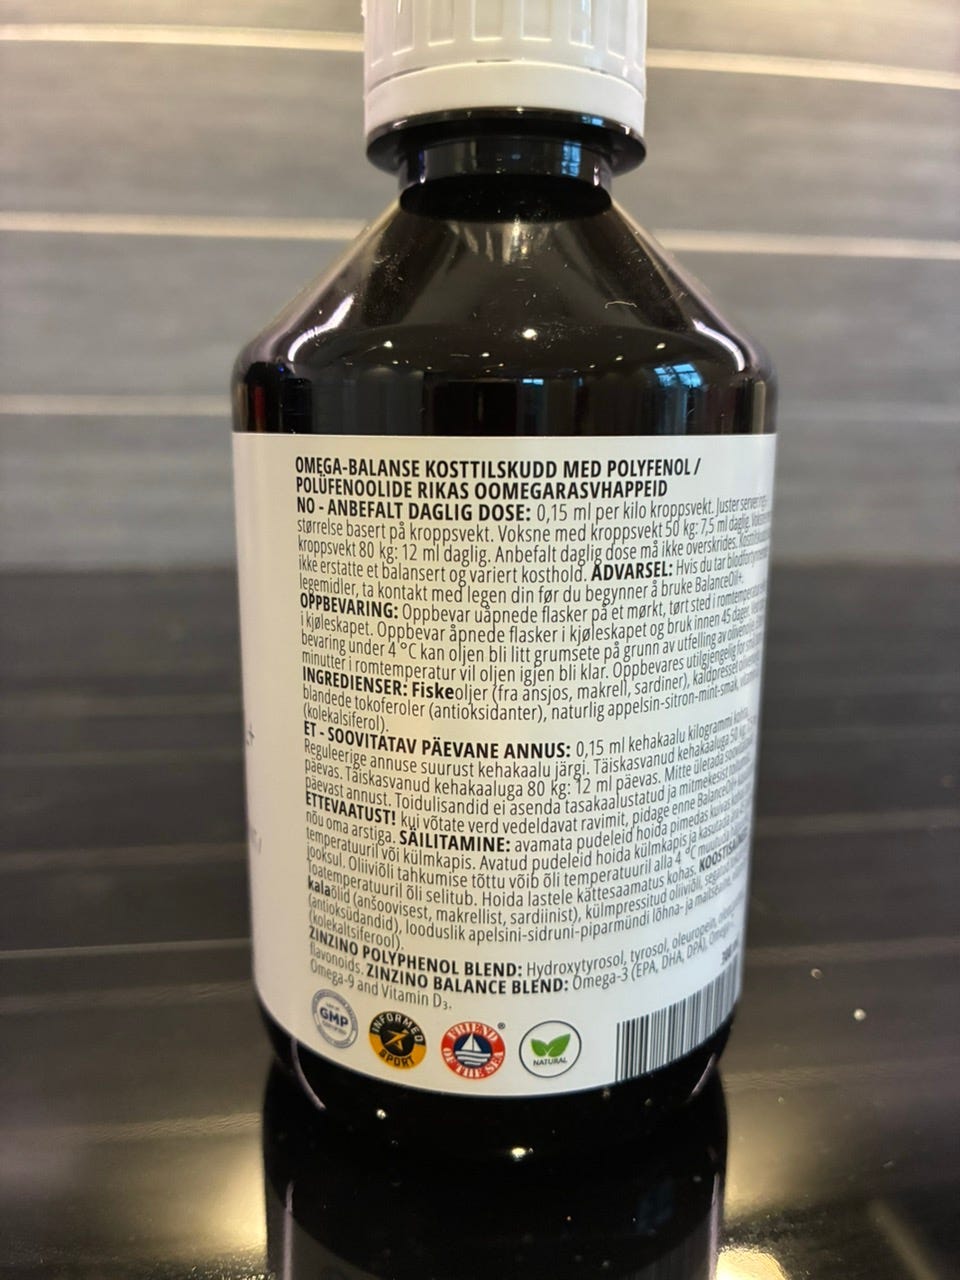 OMEGA-BALANSE KOSTTILSKUDD MED POLYFENOL /
POLÜFENOOLIDE RIKAS OOMEGARASVHAPPEID
NO - ANBEFALT DAGLIG DOSE: 0,15 ml per kilo kroppsvekt. Juster
størrelse basert på kroppsvekt. Voksne med kroppsvekt 50 kg: 7,5 ml daglig.
kroppsvekt 80 kg: 12 ml daglig. Anbefalt daglig dose må ikke overskrides.
ikke erstatte et balansert og variert kosthold. ADVARSEL: Hvis du tar
legemidler, ta kontakt med legen din før du begynner å bruke BalanceOil+.
OPPBEVARING: Oppbevar uåpnede flasker på et mørkt, tørt sted i romtemperatur
i kjøleskapet. Oppbevar åpnede flasker i kjøleskapet og bruk innen 45 dager.
bevaring under 4 °C kan oljen bli litt grumsete på grunn av utfelling av
minutter i romtemperatur vil oljen igjen bli klar. Oppbevares utilgjengelig for
INGREDIENSER: Fiskeoljer (fra ansjos, makrell, sardiner), kaldpresset
blandede tokoferoler (antioksidanter), naturlig appelsin-sitron-mint-smak,
(kolekalsiferol).
ET - SOOVITATAV PÄEVANE ANNUS: 0,15 ml kehakaalu kilogrammi kohta.
Reguleerige annuse suurust kehakaalu järgi. Täiskasvanud kehakaaluga 50 kg:
päevas. Täiskasvanud kehakaaluga 80 kg: 12 ml päevas. Mitte ületada
päevast annust. Toidulisandid ei asenda tasakaalustatud ja mitmekesist
ETTEVAATUST! kui võtate verd vedeldavat ravimit, pidage enne BalanceOil+
nõu oma arstiga. SÄILITAMINE: avamata pudeleid hoida pimedas kuivas
temperatuuril või külmkapis. Avatud pudeleid hoida külmkapis ja kasutada
jooksul. Oliiviõli tahkumise tõttu võib õli temperatuuril alla 4 °C
Toatemperatuuril õli selitub. Hoida lastele kättesaamatus kohas.
kalaõlid (anšoovisest, makrellist, sardiinist), külmpressitud oliiviõli,
(antioksüdandid), looduslik apelsini-sidruni-piparmündi lõhna- ja
(kolekaltsiferool).
ZINZINO POLYPHENOL BLEND: Hydroxytyrosol, tyrosol, oleuropein,
flavonoids. ZINZINO BALANCE BLEND: Omega-3 (EPA, DHA, DPA),
Omega-9 and Vitamin D₃.
GMP
INFORMED SPORT
FRIEND OF THE SEA ®
NATURAL